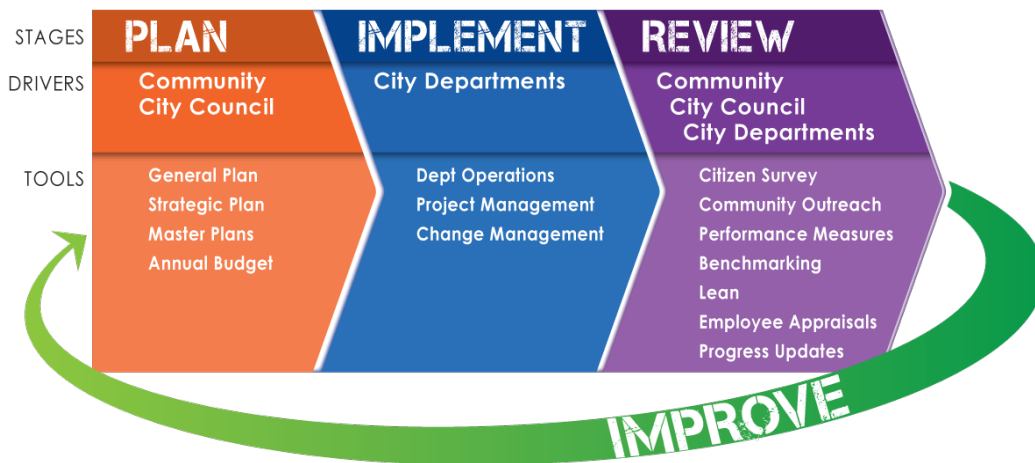 STAGES
PLAN
IMPLEMENT
REVIEW
DRIVERS
Community
City Council
City Departments
Community
City Council
City Departments
TOOLS
General Plan
Strategic Plan
Master Plans
Annual Budget
Dept Operations
Project Management
Change Management
Citizen Survey
Community Outreach
Performance Measures
Benchmarking
Lean
Employee Appraisals
Progress Updates
IMPROVE